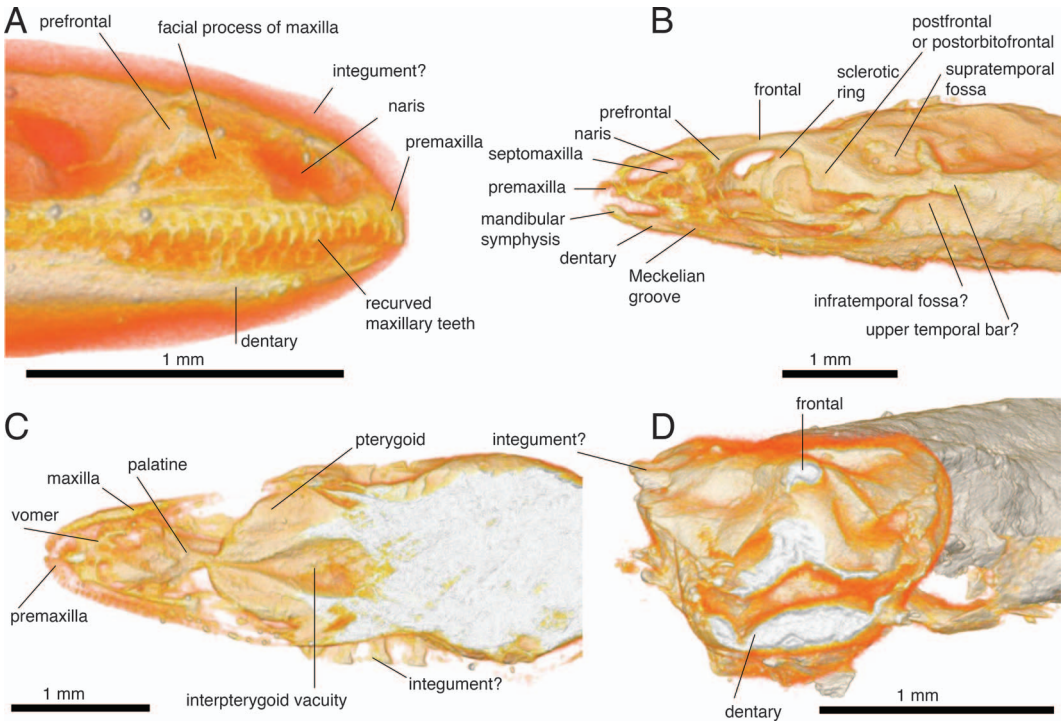 A
prefrontal
facial process of maxilla
integument?
naris
premaxilla
recurved
maxillary teeth
dentary
1 mm
B
postfrontal
or postorbitofrontal
sclerotic
ring
supratemporal
fossa
frontal
prefrontal
naris
septomaxilla
premaxilla
mandibular
symphysis
dentary
Meckelian
groove
infratemporal fossa?
upper temporal bar?
1 mm
C
pterygoid
palatine
maxilla
vomer
premaxilla
interpterygoid vacuity
integument?
1 mm
D
frontal
integument?
dentary
1 mm